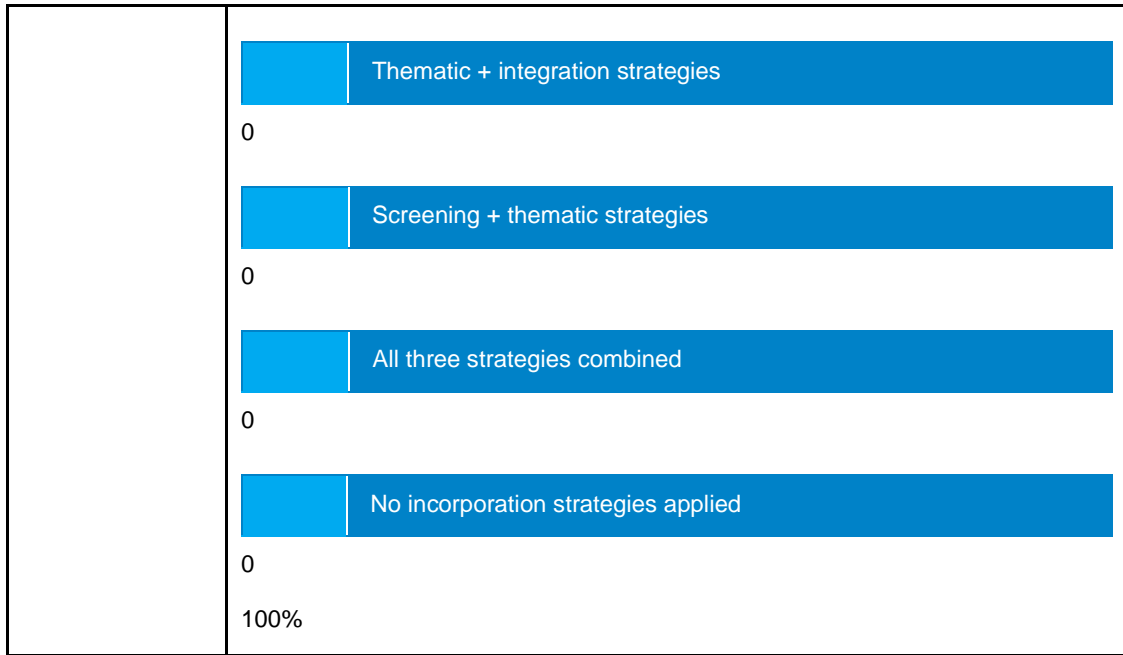 Thematic + integration strategies
0
Screening + thematic strategies
0
All three strategies combined
0
No incorporation strategies applied
0
100%